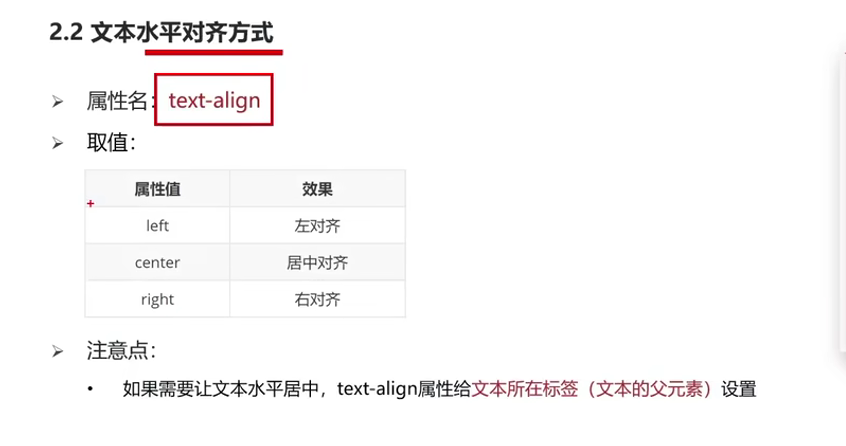 2.2 文本水平对齐方式
属性名：text-align
取值：
属性值 效果
left 左对齐
center 居中对齐
right 右对齐
注意点：
如果需要让文本水平居中，text-align属性给文本所在标签（文本的父元素）设置